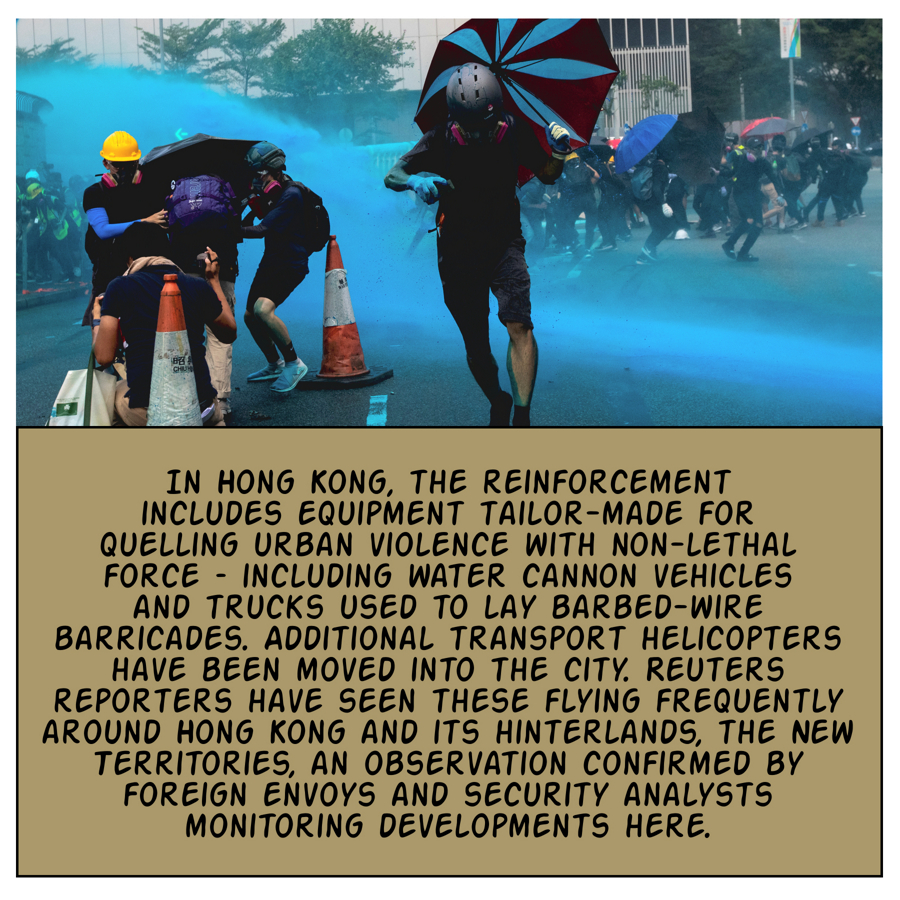 IN HONG KONG, THE REINFORCEMENT
INCLUDES EQUIPMENT TAILOR-MADE FOR
QUELLING URBAN VIOLENCE WITH NON-LETHAL
FORCE - INCLUDING WATER CANNON VEHICLES
AND TRUCKS USED TO LAY BARBED-WIRE
BARRICADES. ADDITIONAL TRANSPORT HELICOPTERS
HAVE BEEN MOVED INTO THE CITY. REUTERS
REPORTERS HAVE SEEN THESE FLYING FREQUENTLY
AROUND HONG KONG AND ITS HINTERLANDS, THE NEW
TERRITORIES, AN OBSERVATION CONFIRMED BY
FOREIGN ENVOYS AND SECURITY ANALYSTS
MONITORING DEVELOPMENTS HERE.